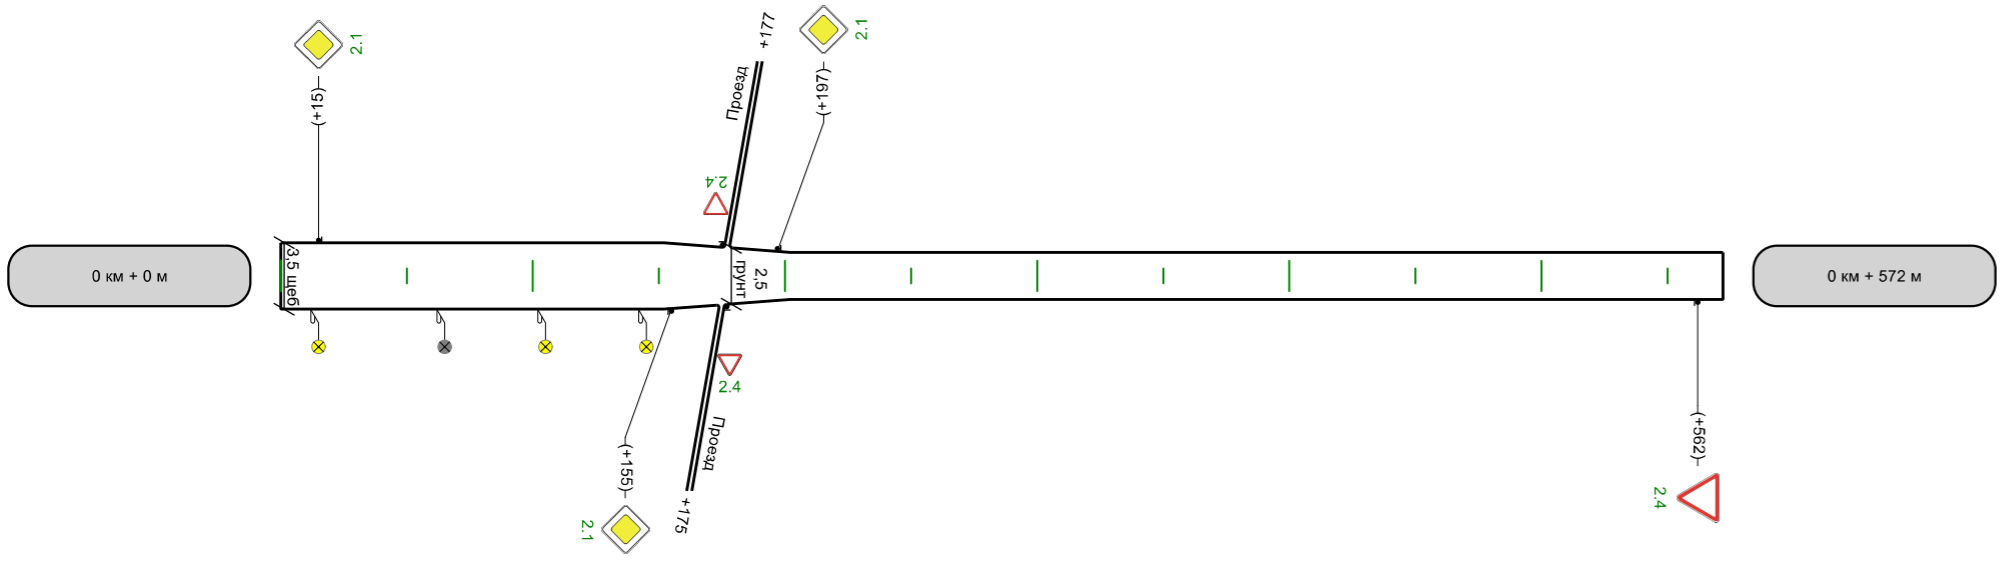 2.1
(+15)
Проезд
+177
2.1
(+197)
2.4
0 км + 0 м
3,5 щеб
грунт
2,5
0 км + 572 м
2.4
Проезд
+175
(+155)
2.1
(+562)
2.4